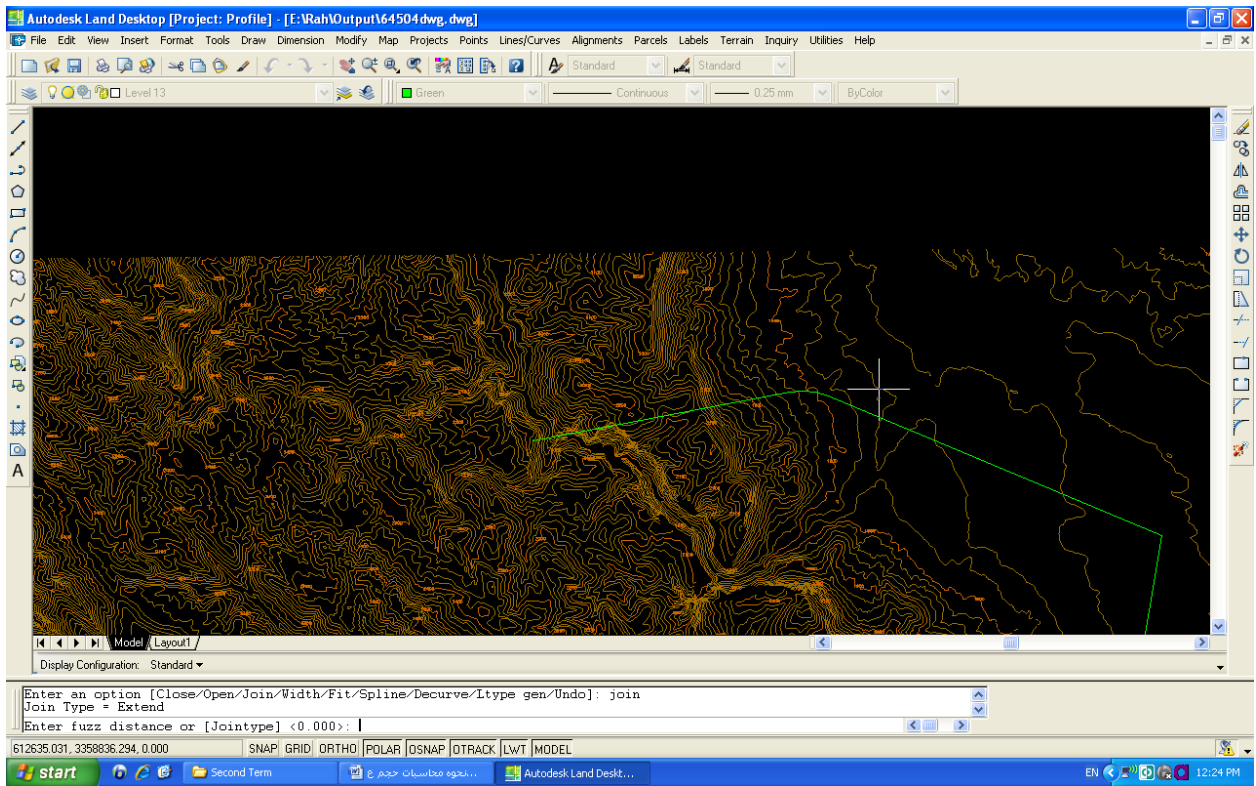 Autodesk Land Desktop [Project: Profile] - [E:\Rah\Output\64504dwg.dwg]
File Edit View Insert Format Tools Draw Dimension Modify Map Projects Points Lines/Curves Alignments Parcels Labels Terrain Inquiry Utilities Help
Standard Standard
Level 13 Green Continuous 0.25 mm ByColor
A
Model Layout1
Display Configuration: Standard
Enter an option [Close/Open/Join/Width/Fit/Spline/Decurve/Ltype gen/Undo]: join
Join Type = Extend
Enter fuzz distance or [Jointype] <0.000>:
612635.031, 3358836.294, 0.000 SNAP GRID ORTHO POLAR OSNAP OTRACK LWT MODEL
start Second Term نحوه محاسبات حجم ع... Autodesk Land Deskt... EN 12:24 PM